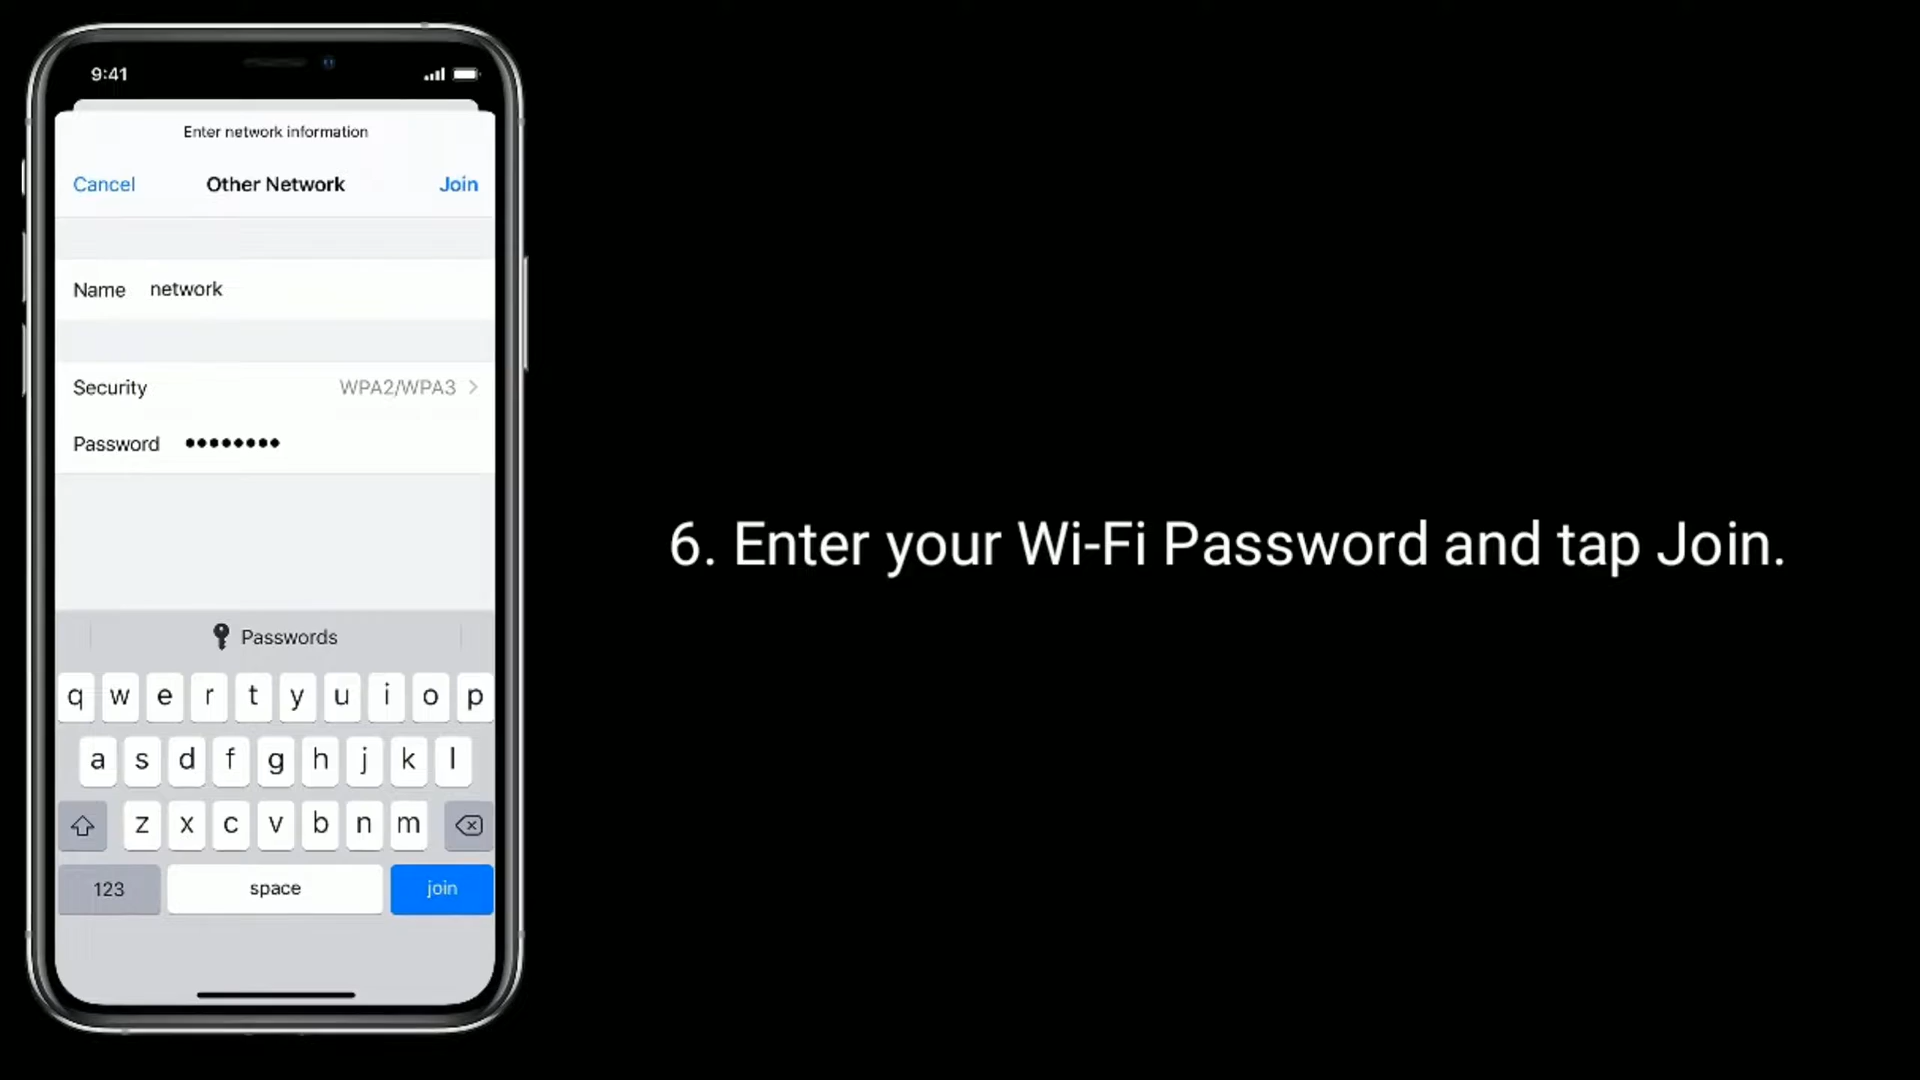 9:41
Enter network information
Cancel Other Network Join
Name network
Security WPA2/WPA3
Password ••••••••
6. Enter your Wi-Fi Password and tap Join.
Passwords
q w e r t y u i o p
a s d f g h j k l
z x c v b n m
123 space join